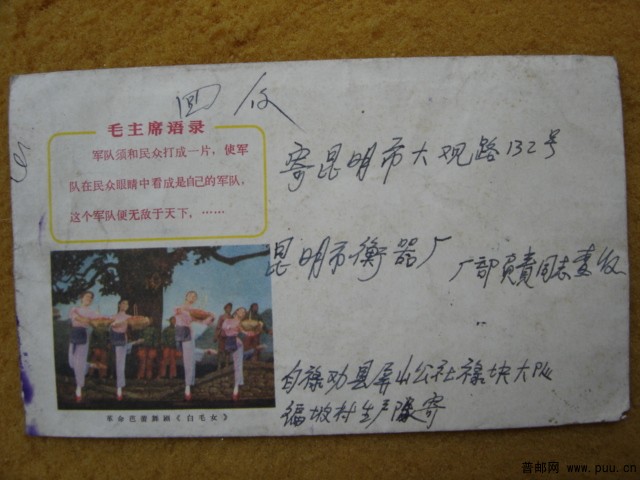 回 仅
毛主席语录
军队须和民众打成一片，使军
队在民众眼睛中看成是自己的军队，
这个军队便无敌于天下，……
寄昆明市大观路132号
昆明市衡器厂
厂部负责同志查收
自禄劝县屏山公社禄块大队
坡村生产队寄
革命芭蕾舞剧《白毛女》
普邮网 www.puu.cn